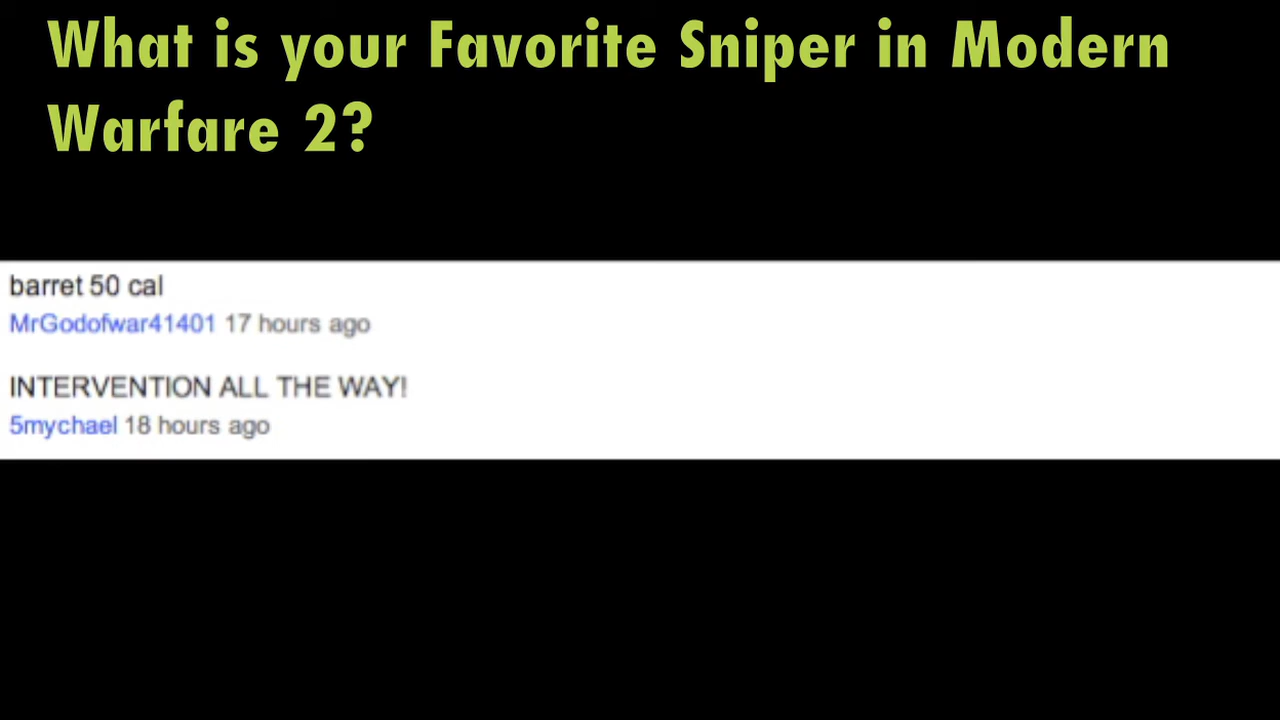 What is your Favorite Sniper in Modern
Warfare 2?
barret 50 cal
MrGodofwar41401 17 hours ago
INTERVENTION ALL THE WAY!
5mychael 18 hours ago